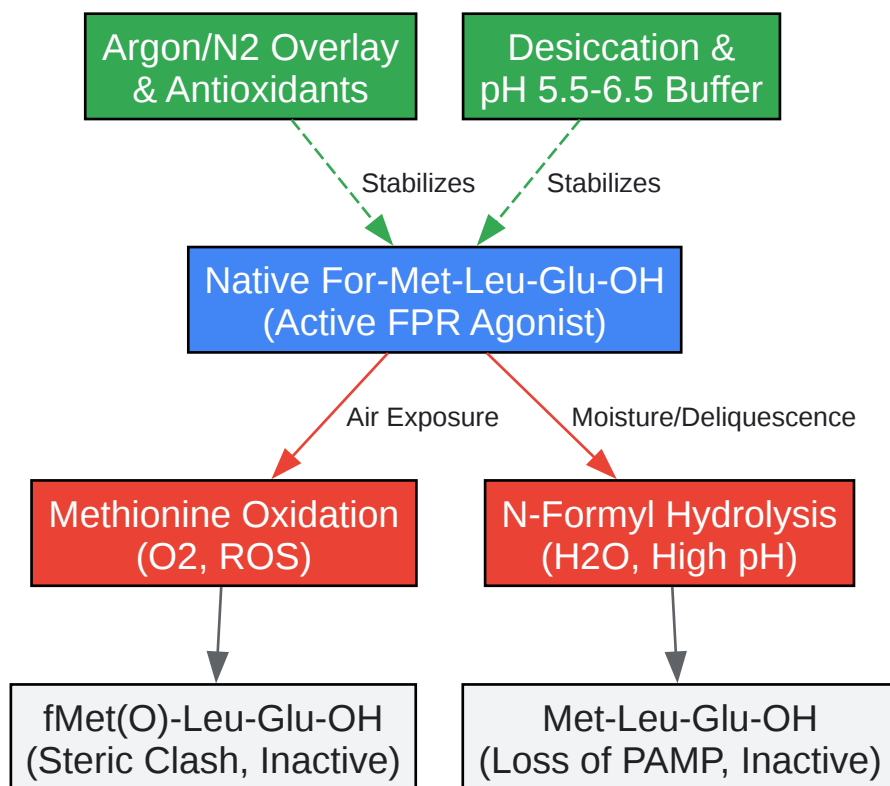 Argon/N2 Overlay
& Antioxidants
Desiccation &
pH 5.5-6.5 Buffer
Stabilizes
Stabilizes
Native For-Met-Leu-Glu-OH
(Active FPR Agonist)
Air Exposure
Moisture/Deliquescence
Methionine Oxidation
(O2, ROS)
N-Formyl Hydrolysis
(H2O, High pH)
fMet(O)-Leu-Glu-OH
(Steric Clash, Inactive)
Met-Leu-Glu-OH
(Loss of PAMP, Inactive)